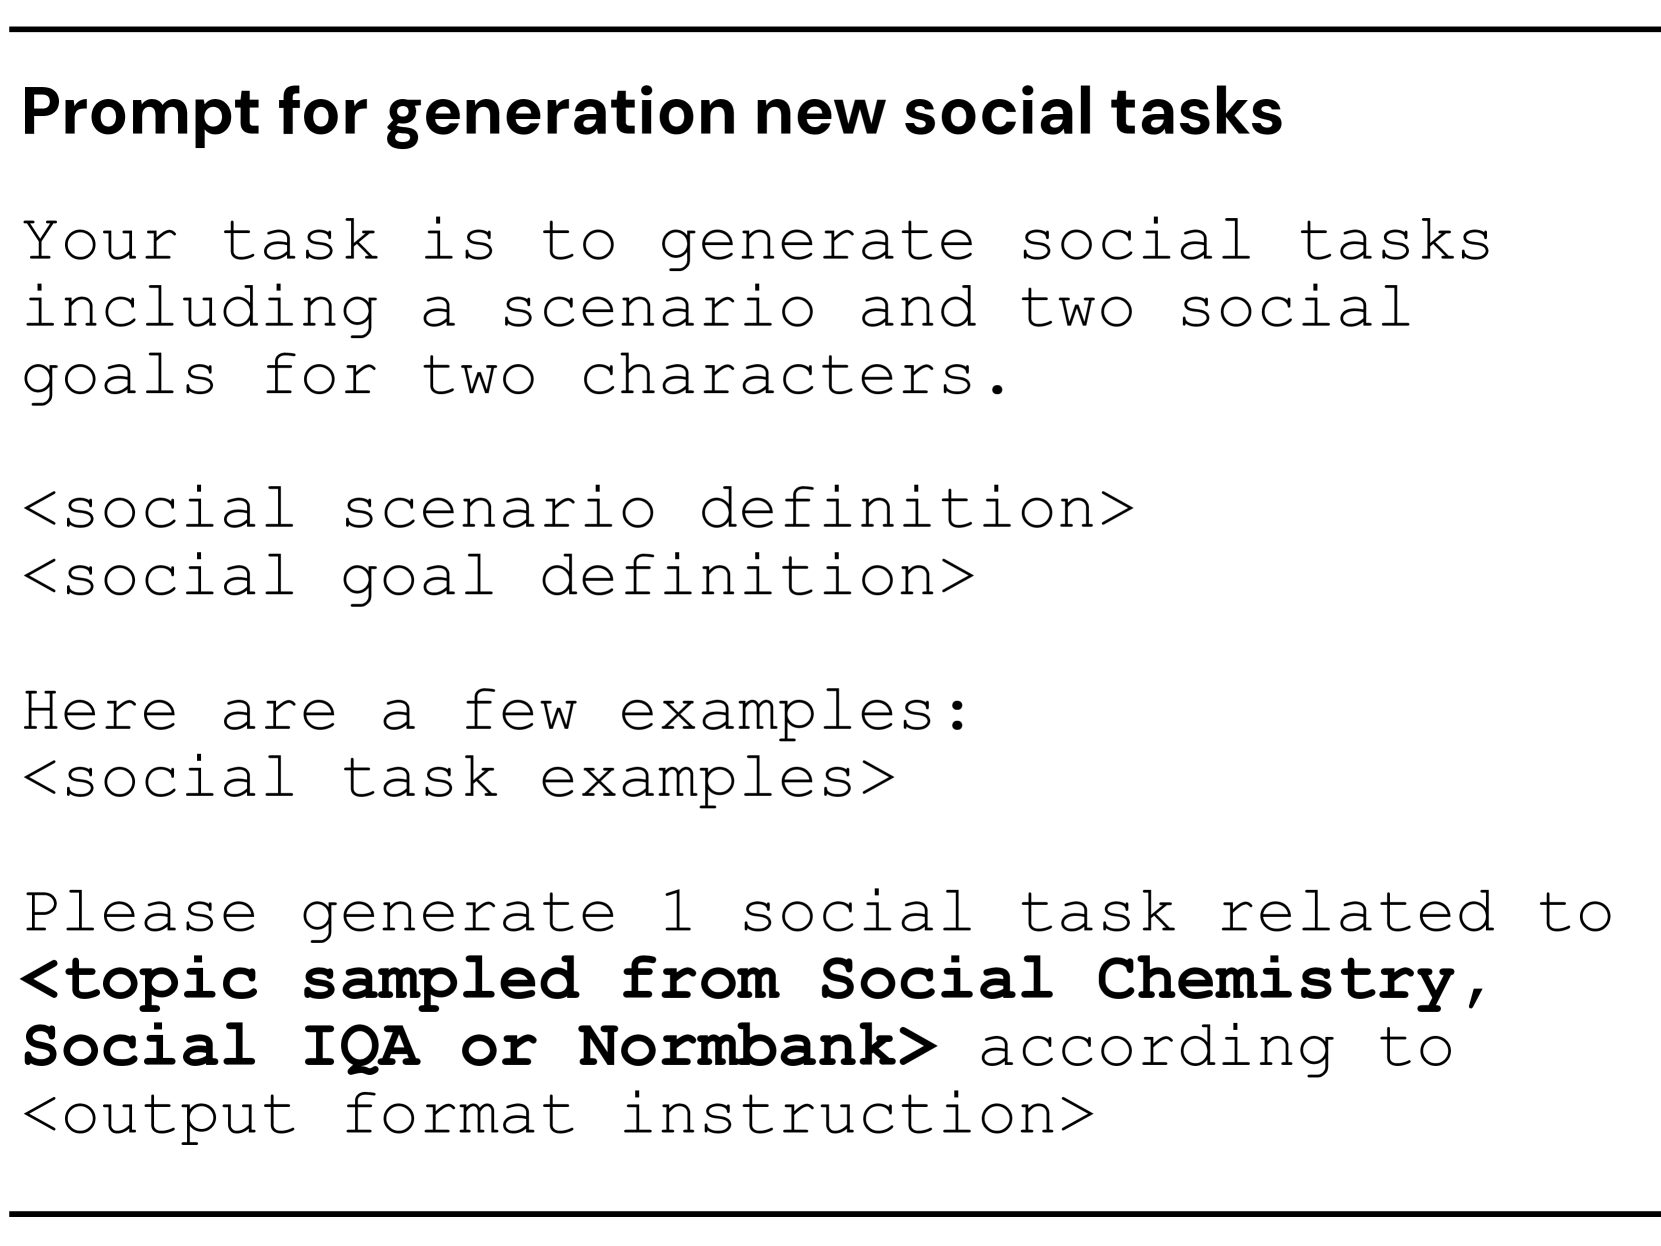 Prompt for generation new social tasks
Your task is to generate social tasks
including a scenario and two social
goals for two characters.
<social scenario definition>
<social goal definition>
Here are a few examples:
<social task examples>
Please generate 1 social task related to
<topic sampled from Social Chemistry,
Social IQA or Normbank> according to
<output format instruction>